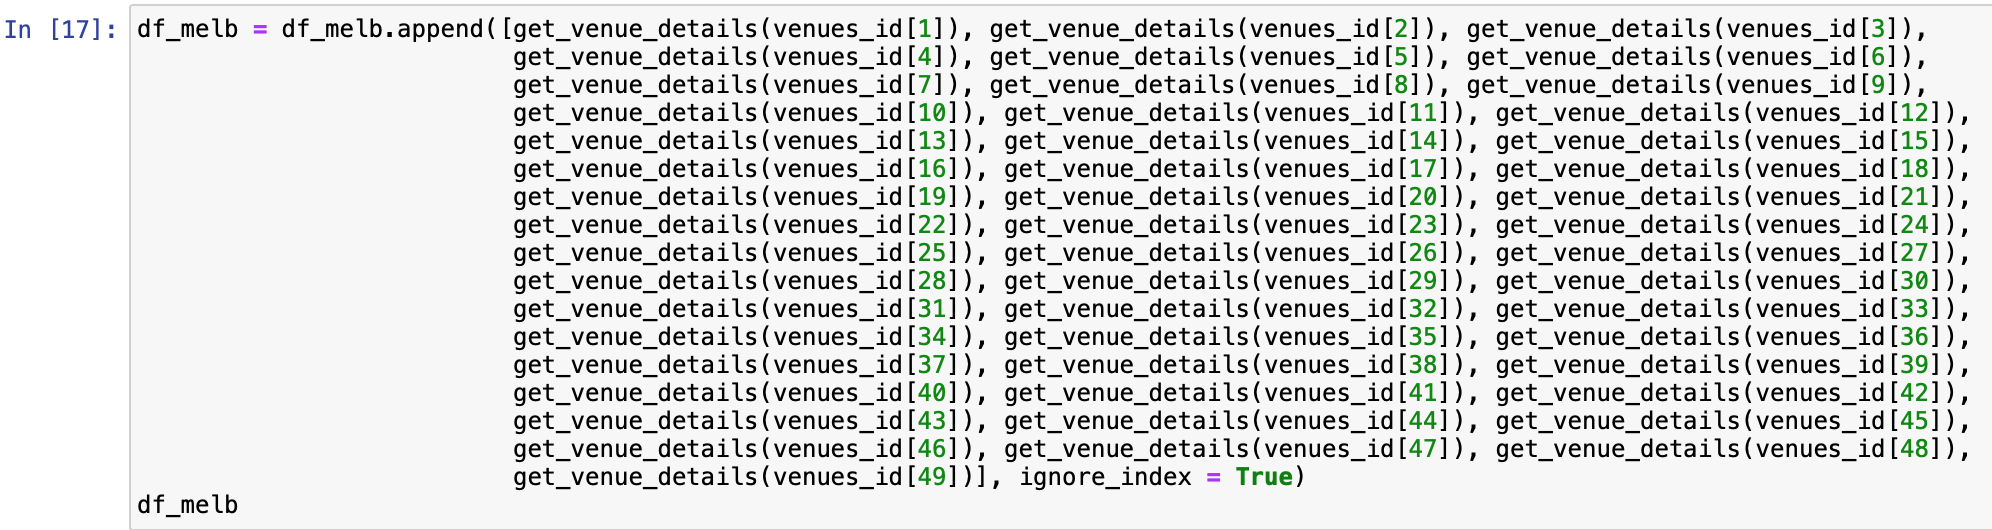 In [17]: df_melb = df_melb.append([get_venue_details(venues_id[1]), get_venue_details(venues_id[2]), get_venue_details(venues_id[3]),
get_venue_details(venues_id[4]), get_venue_details(venues_id[5]), get_venue_details(venues_id[6]),
get_venue_details(venues_id[7]), get_venue_details(venues_id[8]), get_venue_details(venues_id[9]),
get_venue_details(venues_id[10]), get_venue_details(venues_id[11]), get_venue_details(venues_id[12]),
get_venue_details(venues_id[13]), get_venue_details(venues_id[14]), get_venue_details(venues_id[15]),
get_venue_details(venues_id[16]), get_venue_details(venues_id[17]), get_venue_details(venues_id[18]),
get_venue_details(venues_id[19]), get_venue_details(venues_id[20]), get_venue_details(venues_id[21]),
get_venue_details(venues_id[22]), get_venue_details(venues_id[23]), get_venue_details(venues_id[24]),
get_venue_details(venues_id[25]), get_venue_details(venues_id[26]), get_venue_details(venues_id[27]),
get_venue_details(venues_id[28]), get_venue_details(venues_id[29]), get_venue_details(venues_id[30]),
get_venue_details(venues_id[31]), get_venue_details(venues_id[32]), get_venue_details(venues_id[33]),
get_venue_details(venues_id[34]), get_venue_details(venues_id[35]), get_venue_details(venues_id[36]),
get_venue_details(venues_id[37]), get_venue_details(venues_id[38]), get_venue_details(venues_id[39]),
get_venue_details(venues_id[40]), get_venue_details(venues_id[41]), get_venue_details(venues_id[42]),
get_venue_details(venues_id[43]), get_venue_details(venues_id[44]), get_venue_details(venues_id[45]),
get_venue_details(venues_id[46]), get_venue_details(venues_id[47]), get_venue_details(venues_id[48]),
get_venue_details(venues_id[49])], ignore_index = True)
df_melb